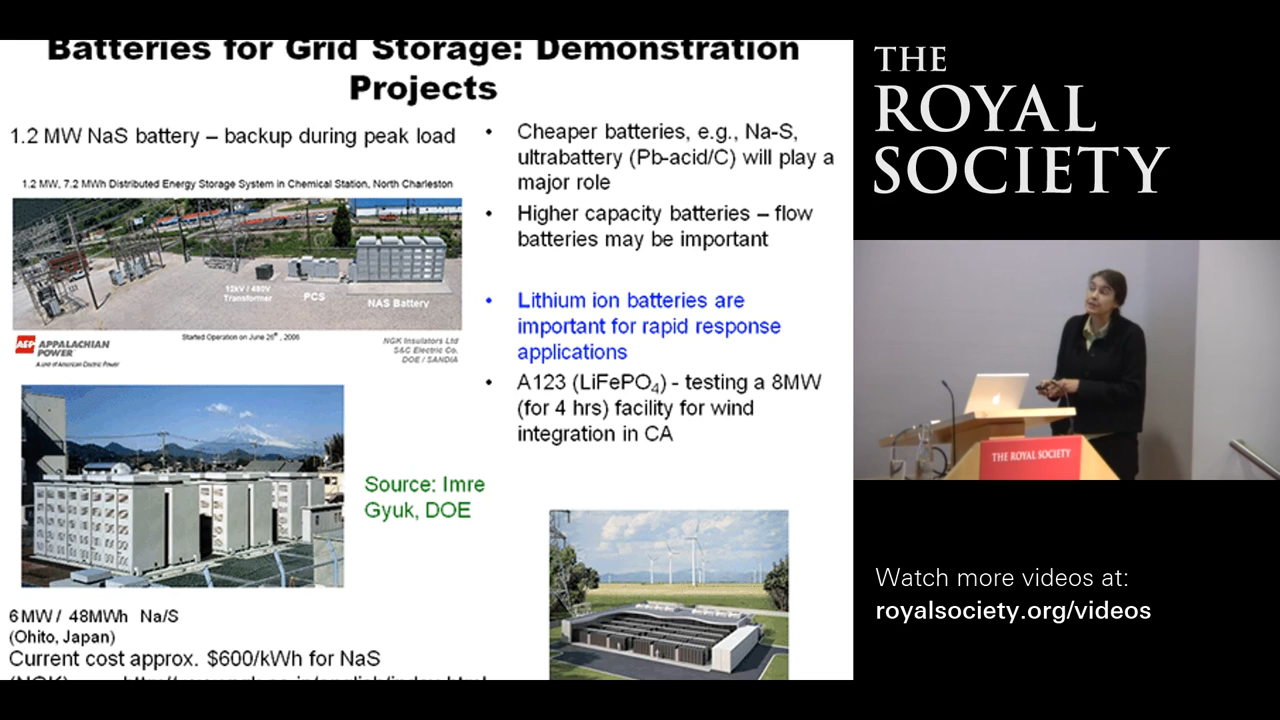 Batteries for Grid Storage: Demonstration
Projects
1.2 MW NaS battery – backup during peak load
1.2 MW, 7.2 MWh Distributed Energy Storage System in Chemical Station, North Charleston
12kV / 480V
Transformer
PCS
NAS Battery
AEP APPALACHIAN
POWER
A unit of American Electric Power
Started Operation on June 26th, 2006
NGK Insulators Ltd
S&C Electric Co.
DOE / SANDIA
6MW / 48MWh Na/S
(Ohito, Japan)
Current cost approx. $600/kWh for NaS
Source: Imre
Gyuk, DOE
• Cheaper batteries, e.g., Na-S,
ultrabattery (Pb-acid/C) will play a
major role
• Higher capacity batteries – flow
batteries may be important
• Lithium ion batteries are
important for rapid response
applications
• A123 (LiFePO4) - testing a 8MW
(for 4 hrs) facility for wind
integration in CA
THE
ROYAL
SOCIETY
THE ROYAL SOCIETY
Watch more videos at:
royalsociety.org/videos